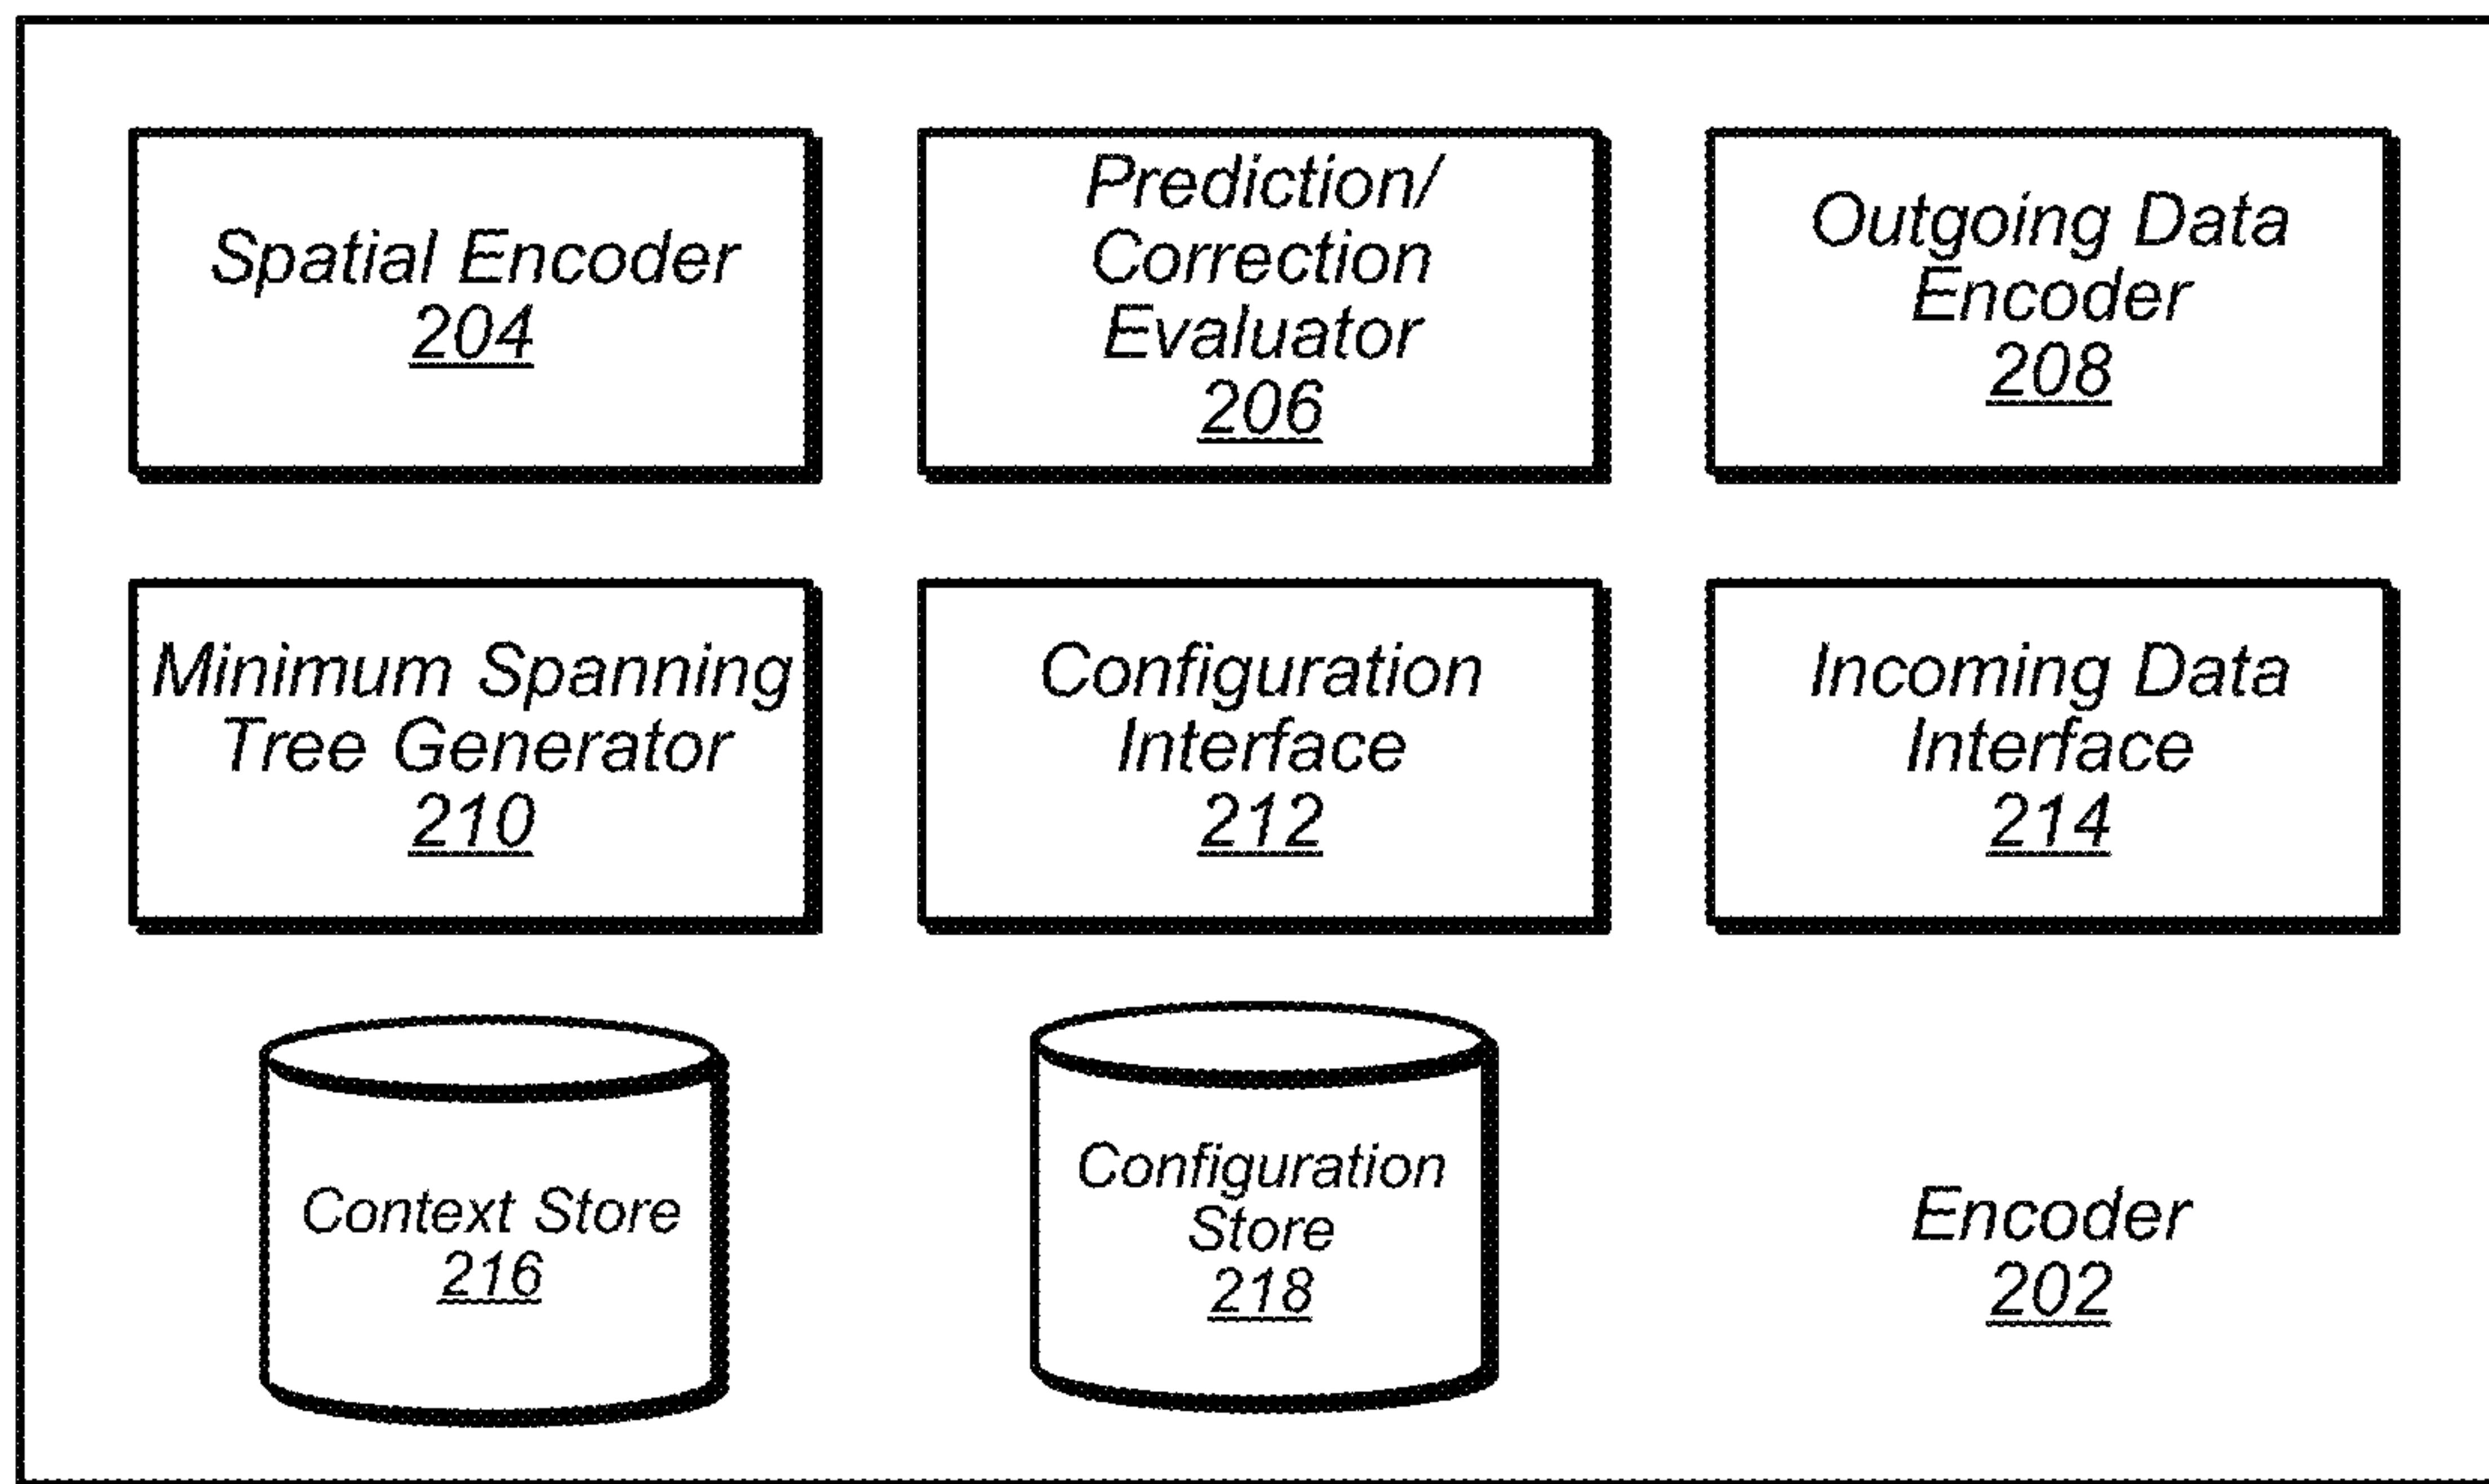 Spatial Encoder
204
Prediction/
Correction
Evaluator
206
Outgoing Data
Encoder
208
Minimum Spanning
Tree Generator
210
Configuration
Interface
212
Incoming Data
Interface
214
Context Store
216
Configuration
Store
218
Encoder
202